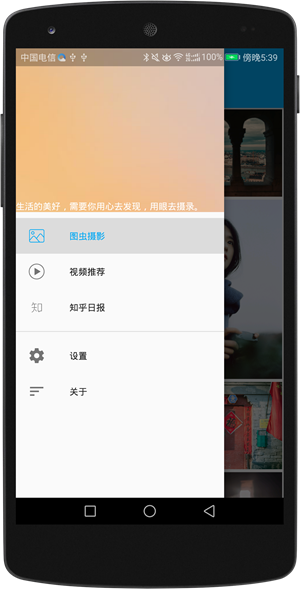 中国电信 100% 傍晚5:39
生活的美好，需要你用心去发现，用眼去摄录。
图虫摄影
视频推荐
知 知乎日报
设置
关于